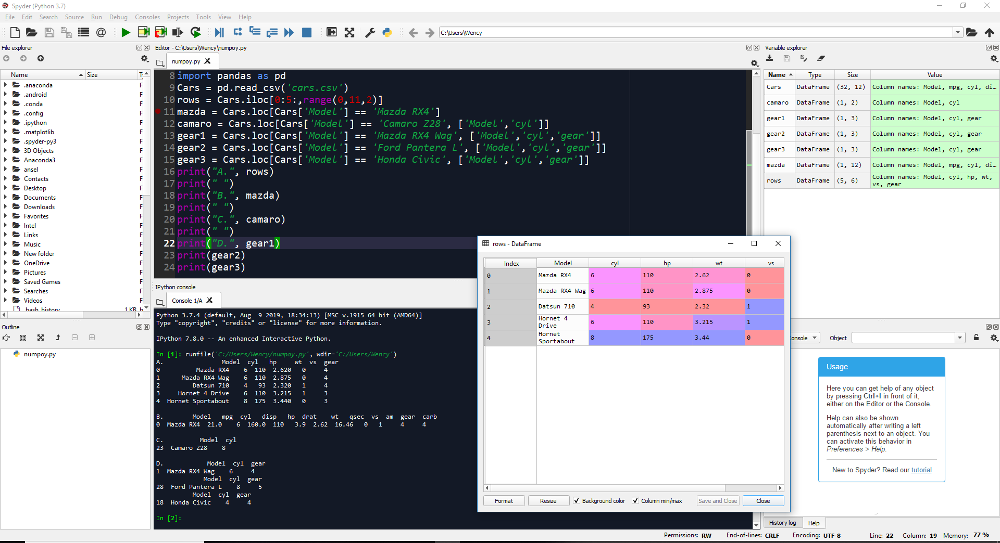 Spyder (Python 3.7)
File Edit Search Source Run Debug Consoles Projects Tools View Help
C:\Users\Wency
File explorer
Name Size T
.anaconda F
.android F
.conda F
.config F
.ipython F
.matplotlib F
.spyder-py3 F
3D Objects F
Anaconda3 F
ansel F
Contacts F
Desktop F
Documents F
Downloads F
Favorites F
Intel F
Links F
Music F
New folder F
OneDrive F
Pictures F
Saved Games F
Searches F
Videos F
.bash_history 1 KB
Outline
numpoy.py
Editor - C:\Users\Wency\numpoy.py
numpoy.py
8 import pandas as pd
9 Cars = pd.read_csv('cars.csv')
10 rows = Cars.iloc[0:5:,range(0,11,2)]
11 mazda = Cars.loc[Cars['Model'] == 'Mazda RX4']
12 camaro = Cars.loc[Cars['Model'] == 'Camaro Z28', ['Model','cyl']]
13 gear1 = Cars.loc[Cars['Model'] == 'Mazda RX4 Wag', ['Model','cyl','gear']]
14 gear2 = Cars.loc[Cars['Model'] == 'Ford Pantera L', ['Model','cyl','gear']]
15 gear3 = Cars.loc[Cars['Model'] == 'Honda Civic', ['Model','cyl','gear']]
16 print("A.", rows)
17 print(" ")
18 print("B.", mazda)
19 print(" ")
20 print("C.", camaro)
21 print(" ")
22 print("D.", gear1)
23 print(gear2)
24 print(gear3)
IPython console
Console 1/A
Python 3.7.4 (default, Aug  9 2019, 18:34:13) [MSC v.1915 64 bit (AMD64)]
Type "copyright", "credits" or "license" for more information.
IPython 7.8.0 -- An enhanced Interactive Python.
In [1]: runfile('C:/Users/Wency/numpoy.py', wdir='C:/Users/Wency')
A. Model cyl hp wt vs gear
0 Mazda RX4 6 110 2.620 0 4
1 Mazda RX4 Wag 6 110 2.875 0 4
2 Datsun 710 4 93 2.320 1 4
3 Hornet 4 Drive 6 110 3.215 1 3
4 Hornet Sportabout 8 175 3.440 0 3
B. Model mpg cyl disp hp drat wt qsec vs am gear carb
0 Mazda RX4 21.0 6 160.0 110 3.9 2.62 16.46 0 1 4 4
C. Model cyl
23 Camaro Z28 8
D. Model cyl gear
1 Mazda RX4 Wag 6 4
Model cyl gear
28 Ford Pantera L 8 5
Model cyl gear
18 Honda Civic 4 4
In [2]:
Variable explorer
Name Type Size Value
Cars DataFrame (32, 12) Column names: Model, mpg, cyl, di...
camaro DataFrame (1, 2) Column names: Model, cyl
gear1 DataFrame (1, 3) Column names: Model, cyl, gear
gear2 DataFrame (1, 3) Column names: Model, cyl, gear
gear3 DataFrame (1, 3) Column names: Model, cyl, gear
mazda DataFrame (1, 12) Column names: Model, mpg, cyl, di...
rows DataFrame (5, 6) Column names: Model, cyl, hp, wt,
vs, gear
rows - DataFrame
Index Model cyl hp wt vs
0 Mazda RX4 6 110 2.62 0
1 Mazda RX4 Wag 6 110 2.875 0
2 Datsun 710 4 93 2.32 1
3 Hornet 4 Drive 6 110 3.215 1
4 Hornet Sportabout 8 175 3.44 0
Format Resize Background color Column min/max Save and Close Close
onsole Object
Usage
Here you can get help of any object
by pressing Ctrl+I in front of it,
either on the Editor or the Console.
Help can also be shown
automatically after writing a left
parenthesis next to an object. You
can activate this behavior in
Preferences > Help.
New to Spyder? Read our tutorial
History log Help
Permissions: RW End-of-lines: CRLF Encoding: UTF-8 Line: 22 Column: 19 Memory: 77 %